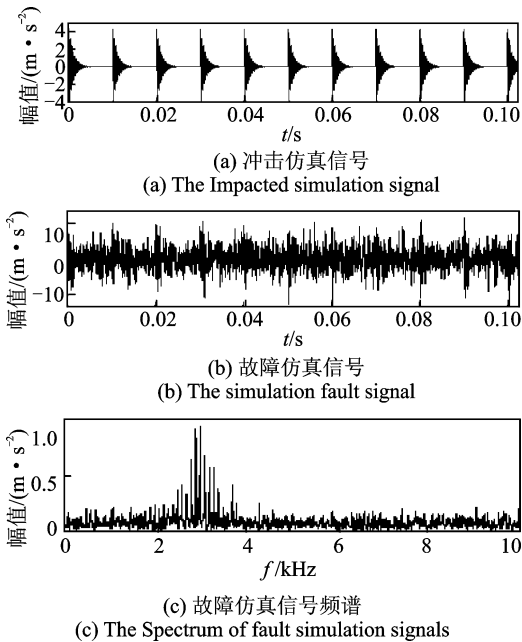 幅值/(m·s⁻²)
4
2
0
−2
−4
0 0.02 0.04 0.06 0.08 0.10
t/s
(a) 冲击仿真信号
(a) The Impacted simulation signal
幅值/(m·s⁻²)
10
0
−10
0 0.02 0.04 0.06 0.08 0.10
t/s
(b) 故障仿真信号
(b) The simulation fault signal
幅值/(m·s⁻²)
1.0
0.5
0
0 2 4 6 8 10
f/kHz
(c) 故障仿真信号频谱
(c) The Spectrum of fault simulation signals